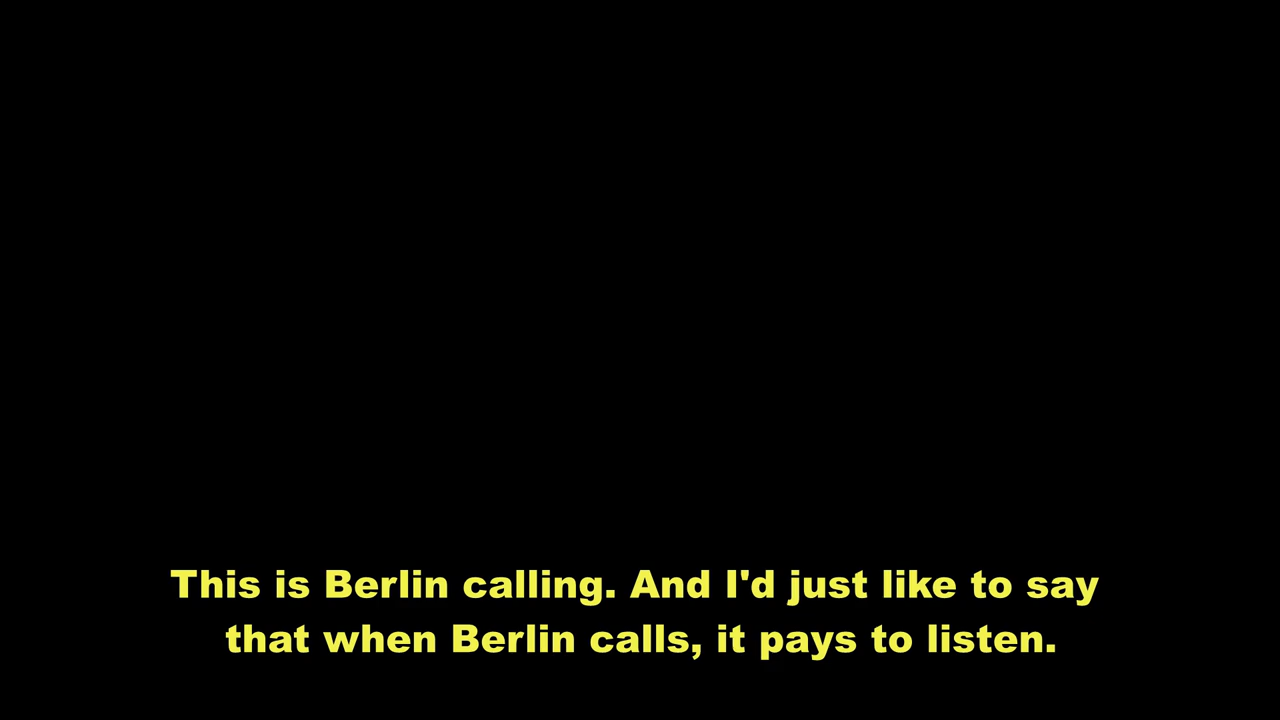 This is Berlin calling. And I'd just like to say
that when Berlin calls, it pays to listen.